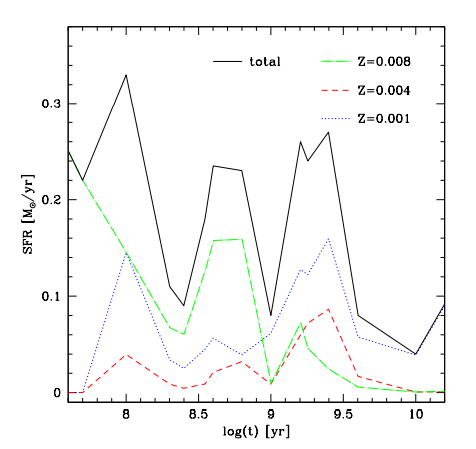 total
Z=0.008
Z=0.004
Z=0.001
SFR [M☉/yr]
0.3
0.2
0.1
0
8
8.5
9
9.5
10
log(t) [yr]